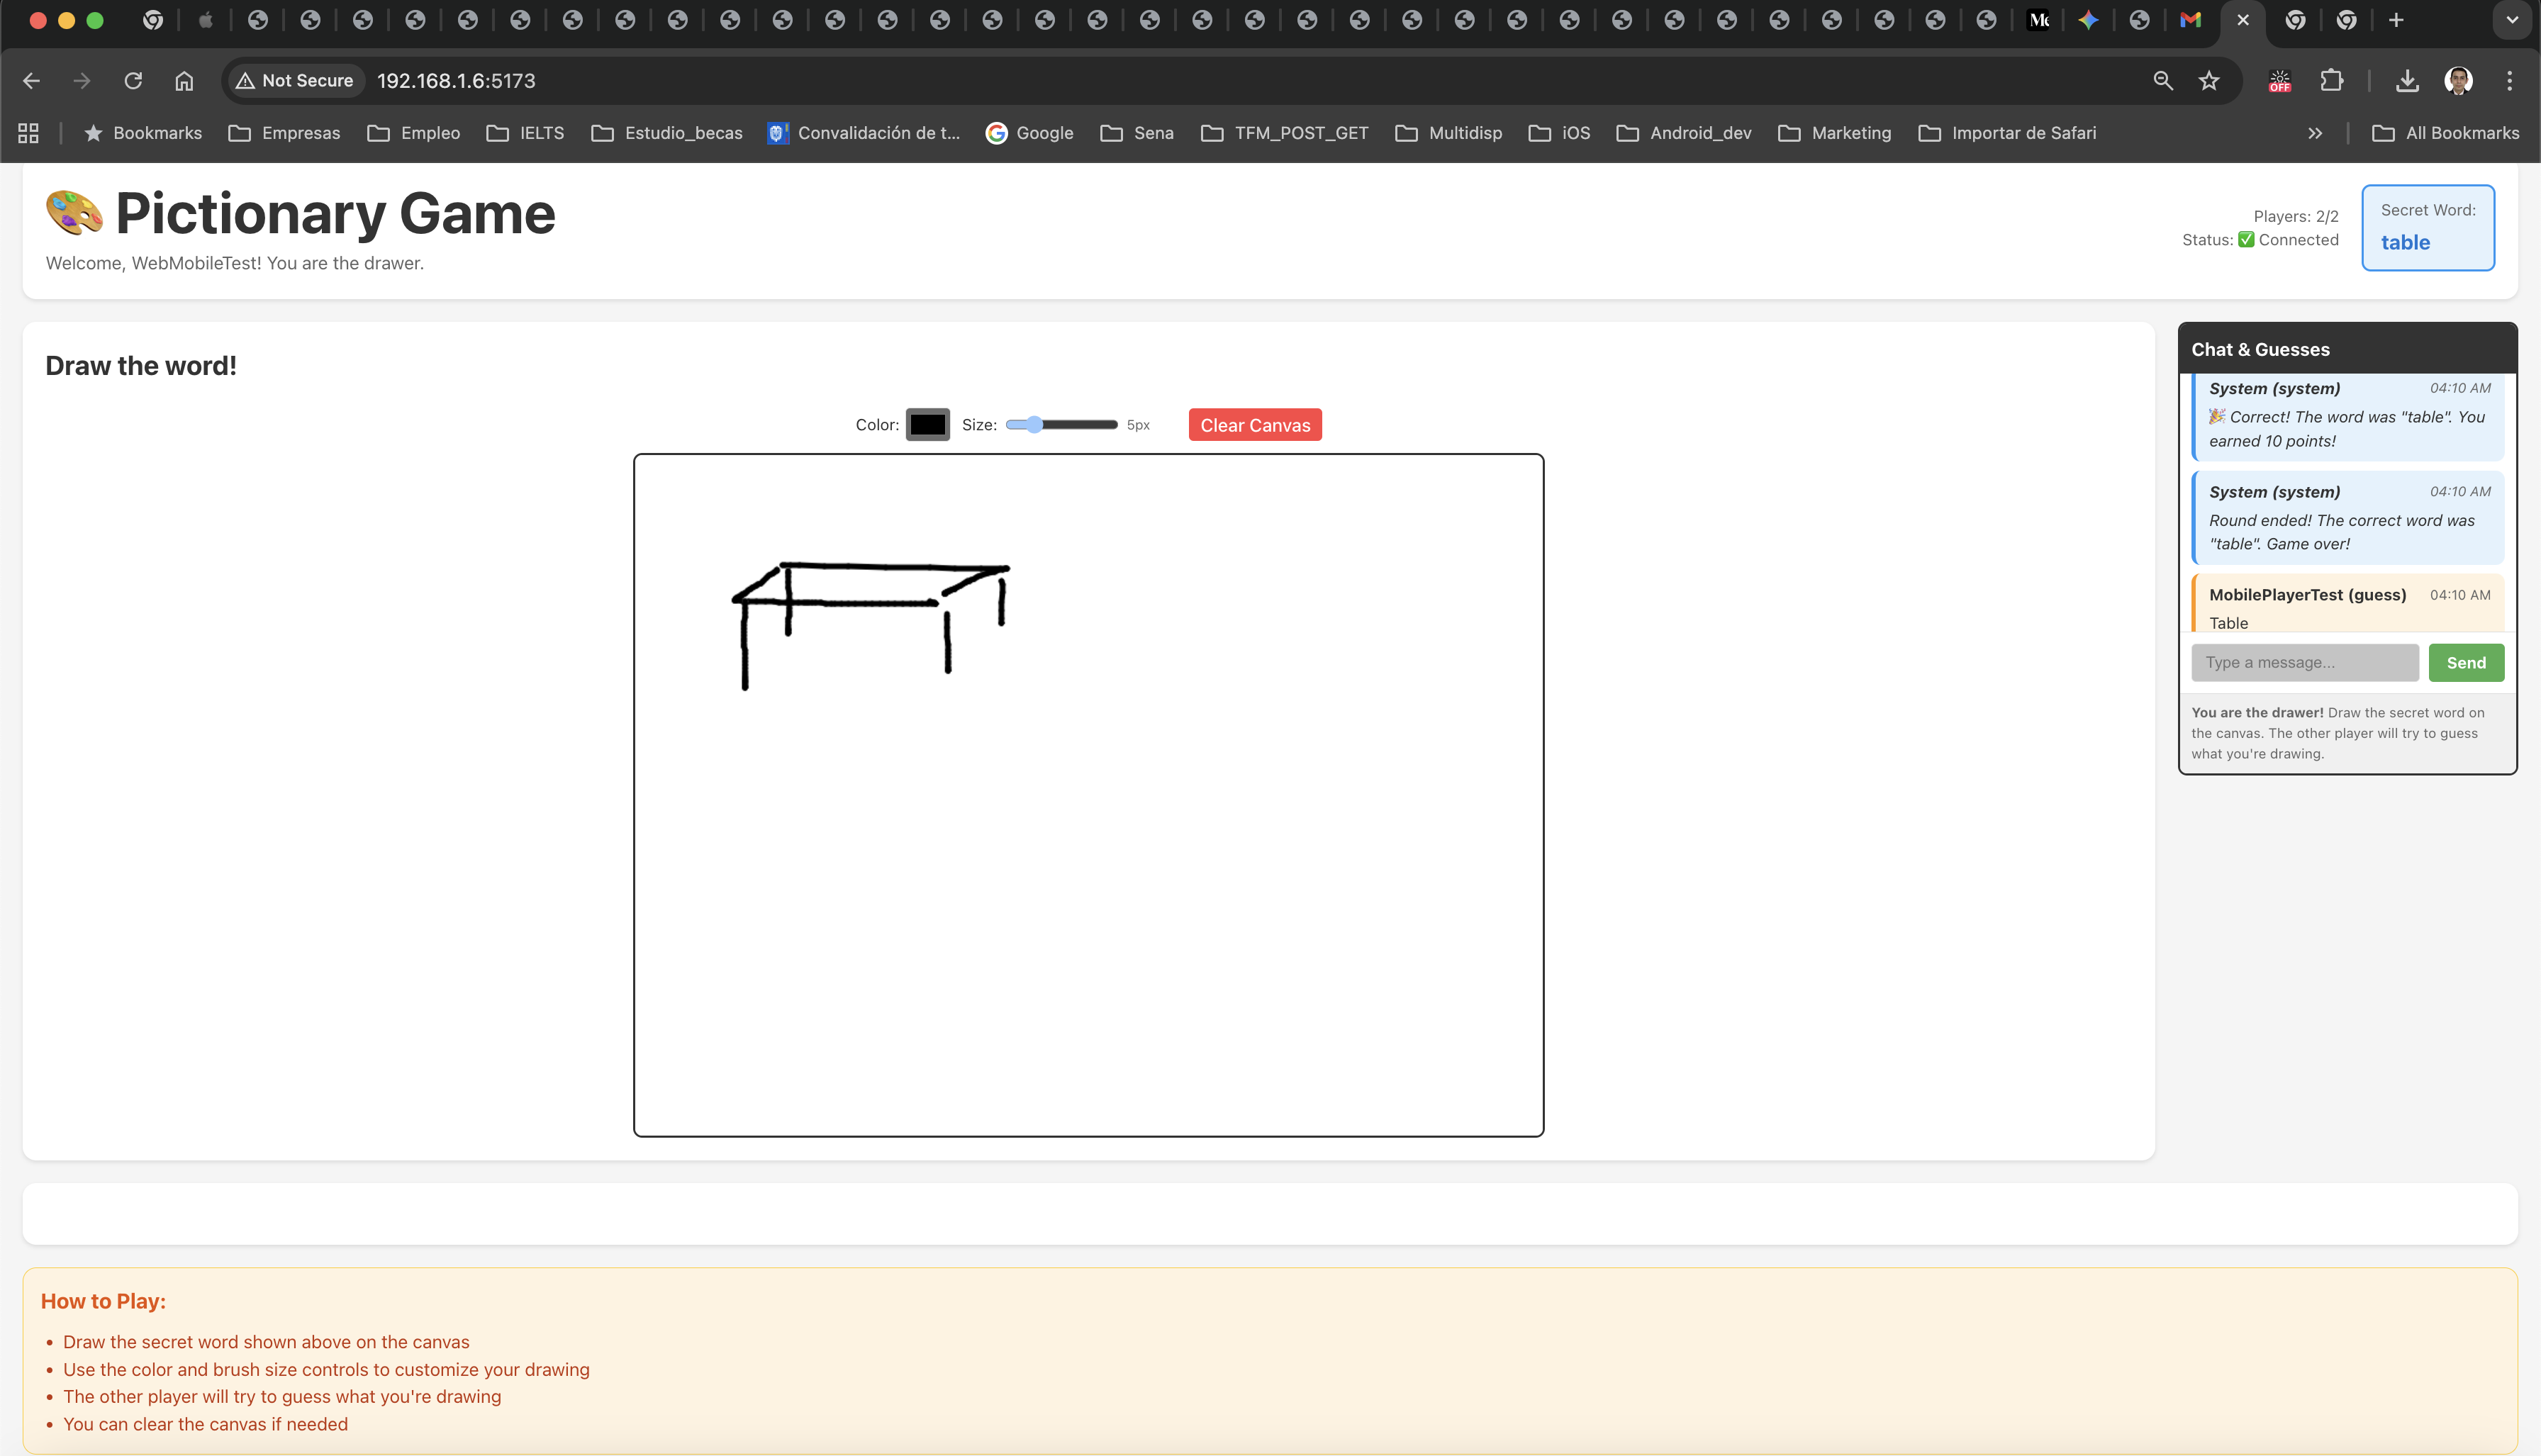 Not Secure 192.168.1.6:5173
OFF
Bookmarks Empresas Empleo IELTS Estudio_becas Convalidación de t... Google Sena TFM_POST_GET Multidisp iOS Android_dev Marketing Importar de Safari All Bookmarks
Pictionary Game
Welcome, WebMobileTest! You are the drawer.
Players: 2/2
Status: ✅ Connected
Secret Word:
table
Draw the word!
Color: Size: 5px Clear Canvas
Chat & Guesses
System (system) 04:10 AM
🎉 Correct! The word was "table". You
earned 10 points!
System (system) 04:10 AM
Round ended! The correct word was
"table". Game over!
MobilePlayerTest (guess) 04:10 AM
Table
Type a message... Send
You are the drawer! Draw the secret word on
the canvas. The other player will try to guess
what you're drawing.
How to Play:
• Draw the secret word shown above on the canvas
• Use the color and brush size controls to customize your drawing
• The other player will try to guess what you're drawing
• You can clear the canvas if needed